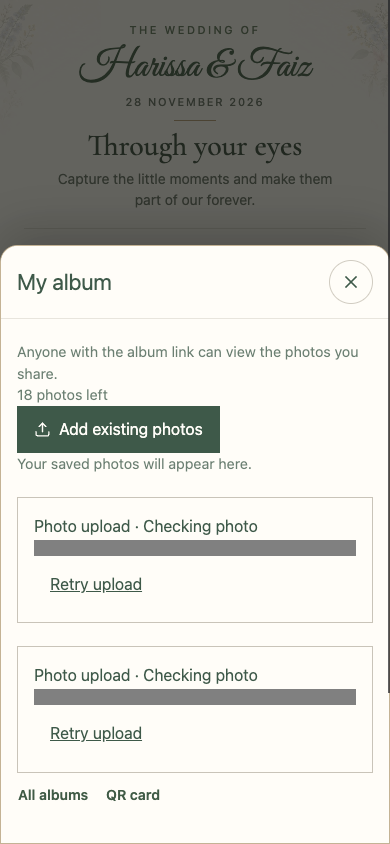 THE WEDDING OF
Harissa & Faiz
28 NOVEMBER 2026
Through your eyes
Capture the little moments and make them
part of our forever.
My album
Anyone with the album link can view the photos you
share.
18 photos left
Add existing photos
Your saved photos will appear here.
Photo upload · Checking photo
Retry upload
Photo upload · Checking photo
Retry upload
All albums QR card